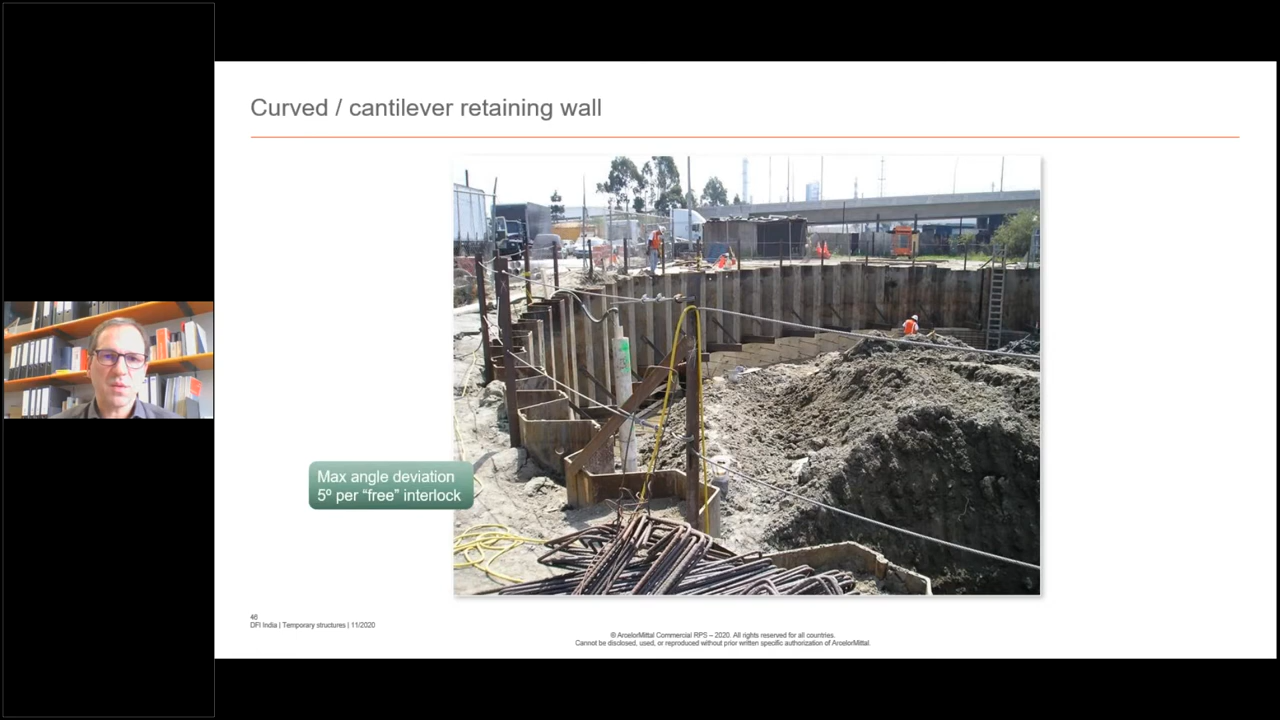 Curved / cantilever retaining wall
Max angle deviation
5º per “free” interlock
46
DFI India | Temporary structures | 11/2020
© ArcelorMittal Commercial RPS – 2020. All rights reserved for all countries.
Cannot be disclosed, used, or reproduced without prior written specific authorization of ArcelorMittal.